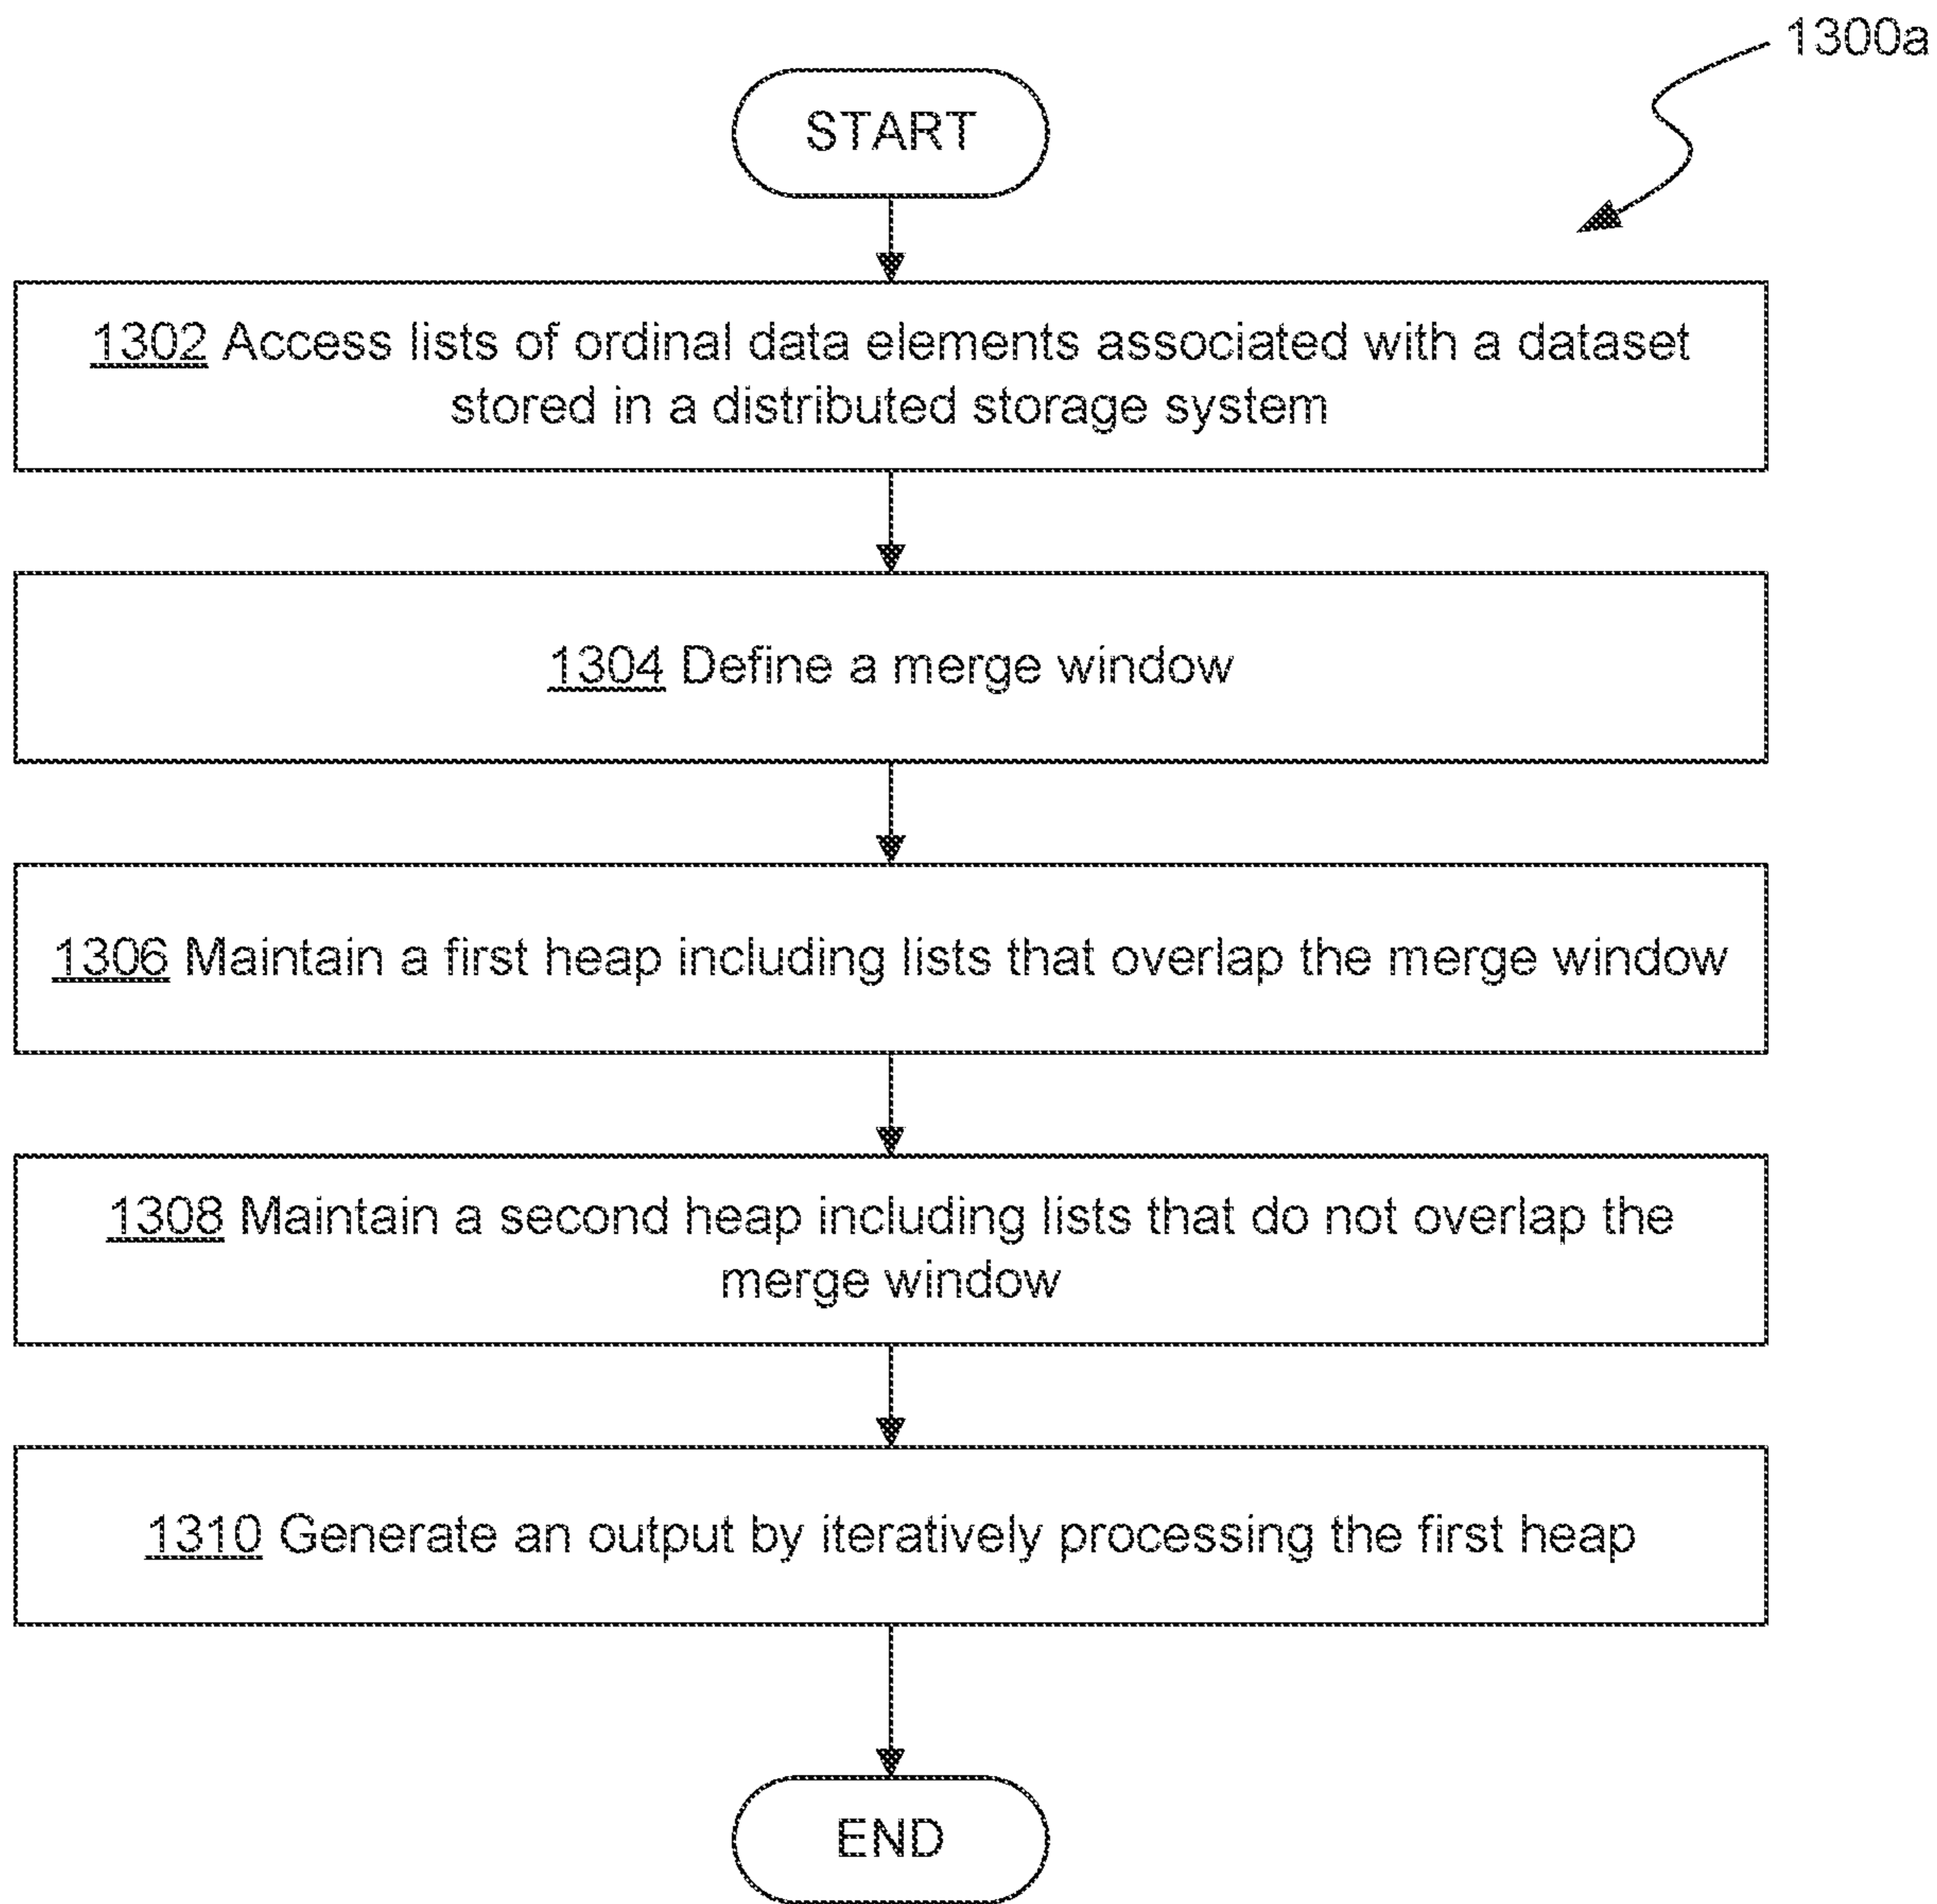 1300a
START
1302 Access lists of ordinal data elements associated with a dataset
stored in a distributed storage system
1304 Define a merge window
1306 Maintain a first heap including lists that overlap the merge window
1308 Maintain a second heap including lists that do not overlap the
merge window
1310 Generate an output by iteratively processing the first heap
END